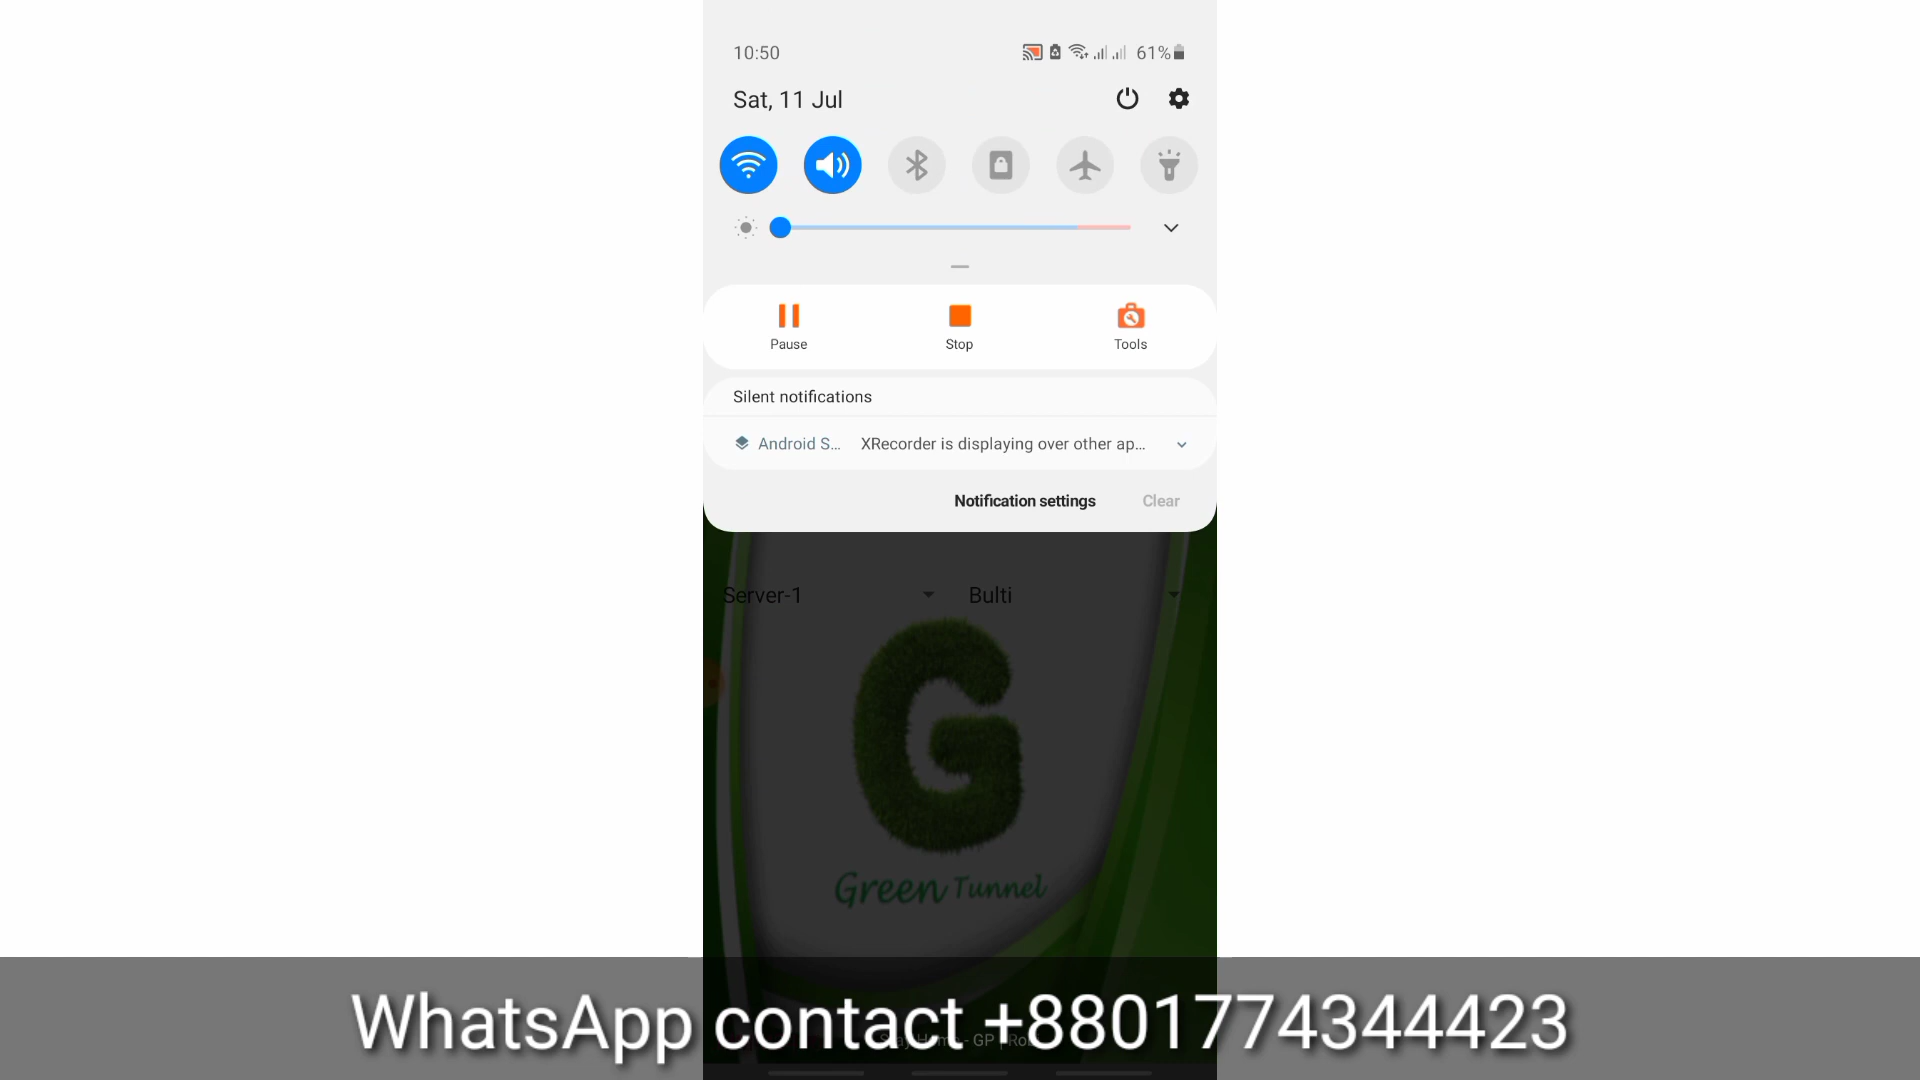 10:50
61%
Sat, 11 Jul
Pause
Stop
Tools
Silent notifications
Android S... XRecorder is displaying over other ap...
Notification settings
Clear
Server-1
Bulti
G
Green Tunnel
- GP
WhatsApp contact +8801774344423